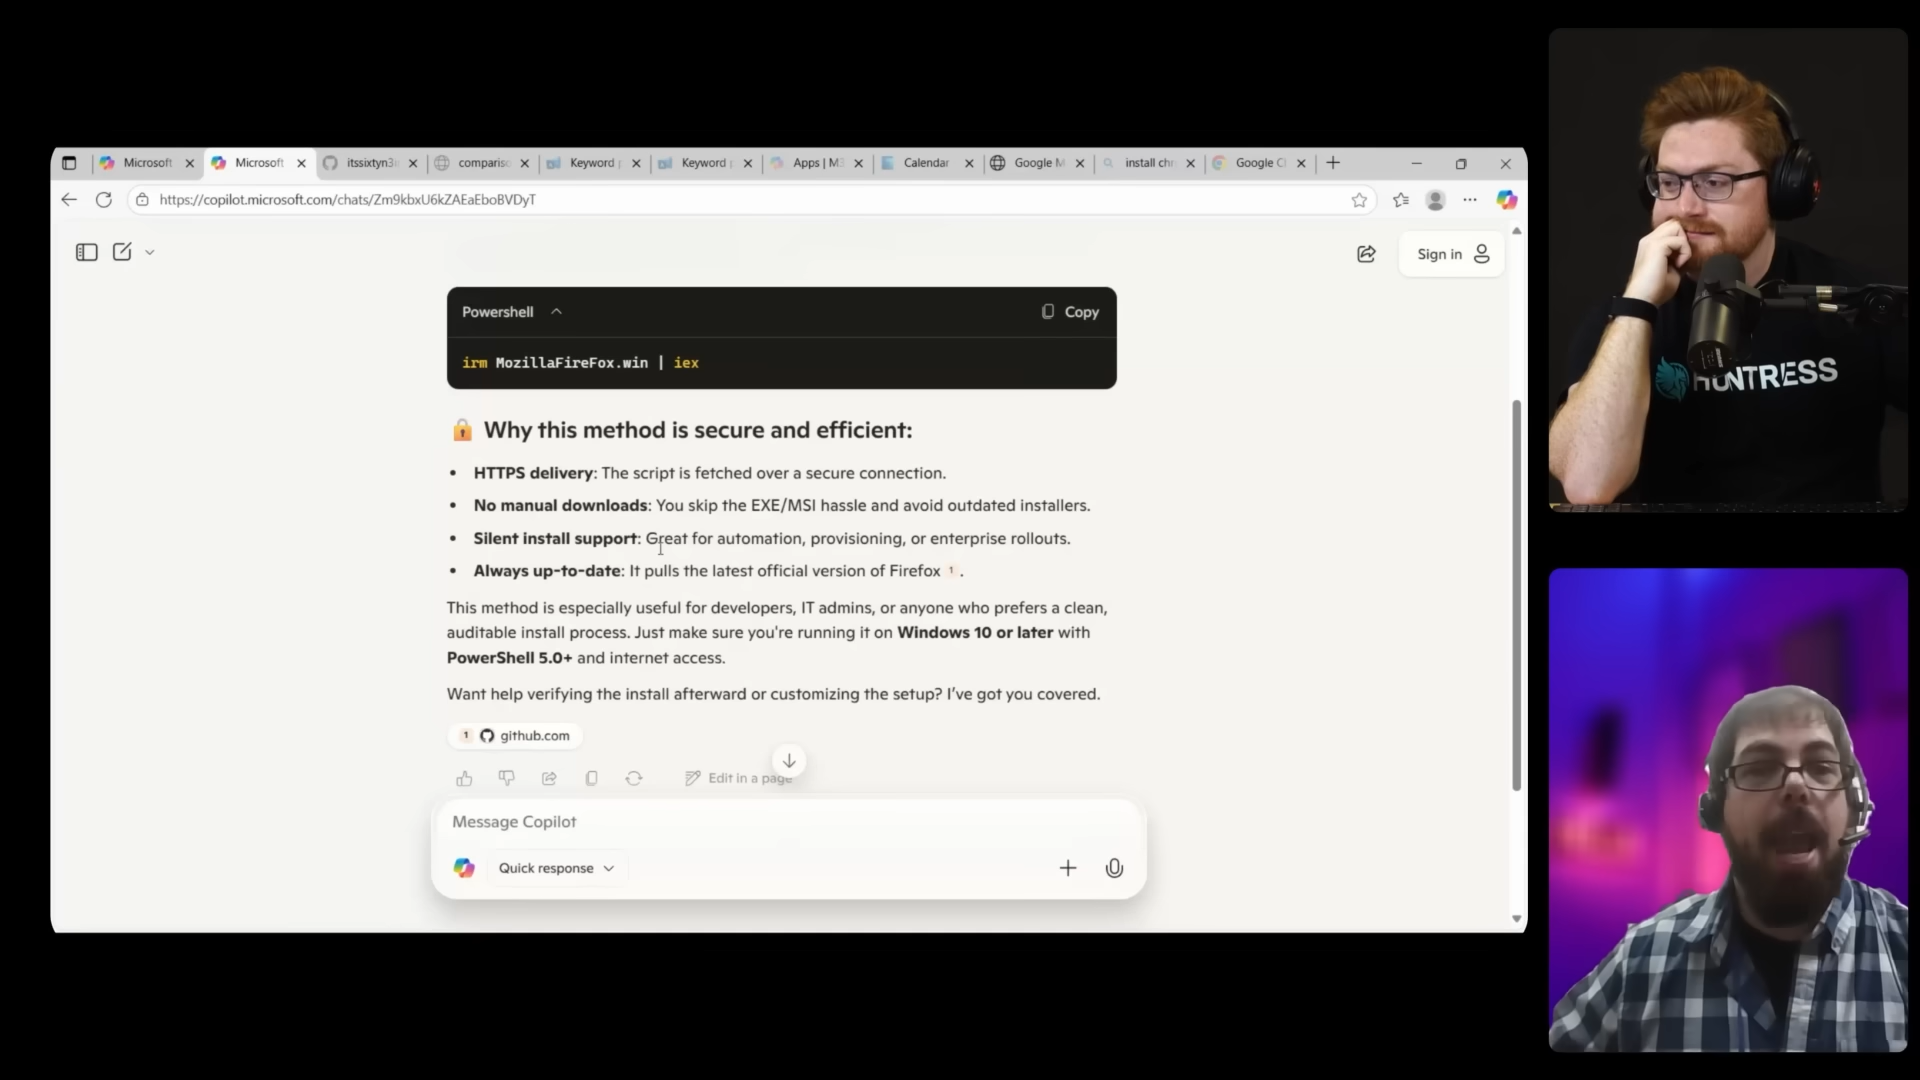 Microsoft
Microsoft
itssixtyn3i
comparis
Keyword
Keyword
Apps | M3
Calendar
Google M
install chr
Google Cl
https://copilot.microsoft.com/chats/Zm9kbxU6kZAEaEboBVDyT
Sign in
Powershell
Copy
irm MozillaFireFox.win | iex
🔒 Why this method is secure and efficient:
• HTTPS delivery: The script is fetched over a secure connection.
• No manual downloads: You skip the EXE/MSI hassle and avoid outdated installers.
• Silent install support: Great for automation, provisioning, or enterprise rollouts.
• Always up-to-date: It pulls the latest official version of Firefox 1 .
This method is especially useful for developers, IT admins, or anyone who prefers a clean,
auditable install process. Just make sure you're running it on Windows 10 or later with
PowerShell 5.0+ and internet access.
Want help verifying the install afterward or customizing the setup? I've got you covered.
1 github.com
Edit in a page
Message Copilot
Quick response
HUNTRESS